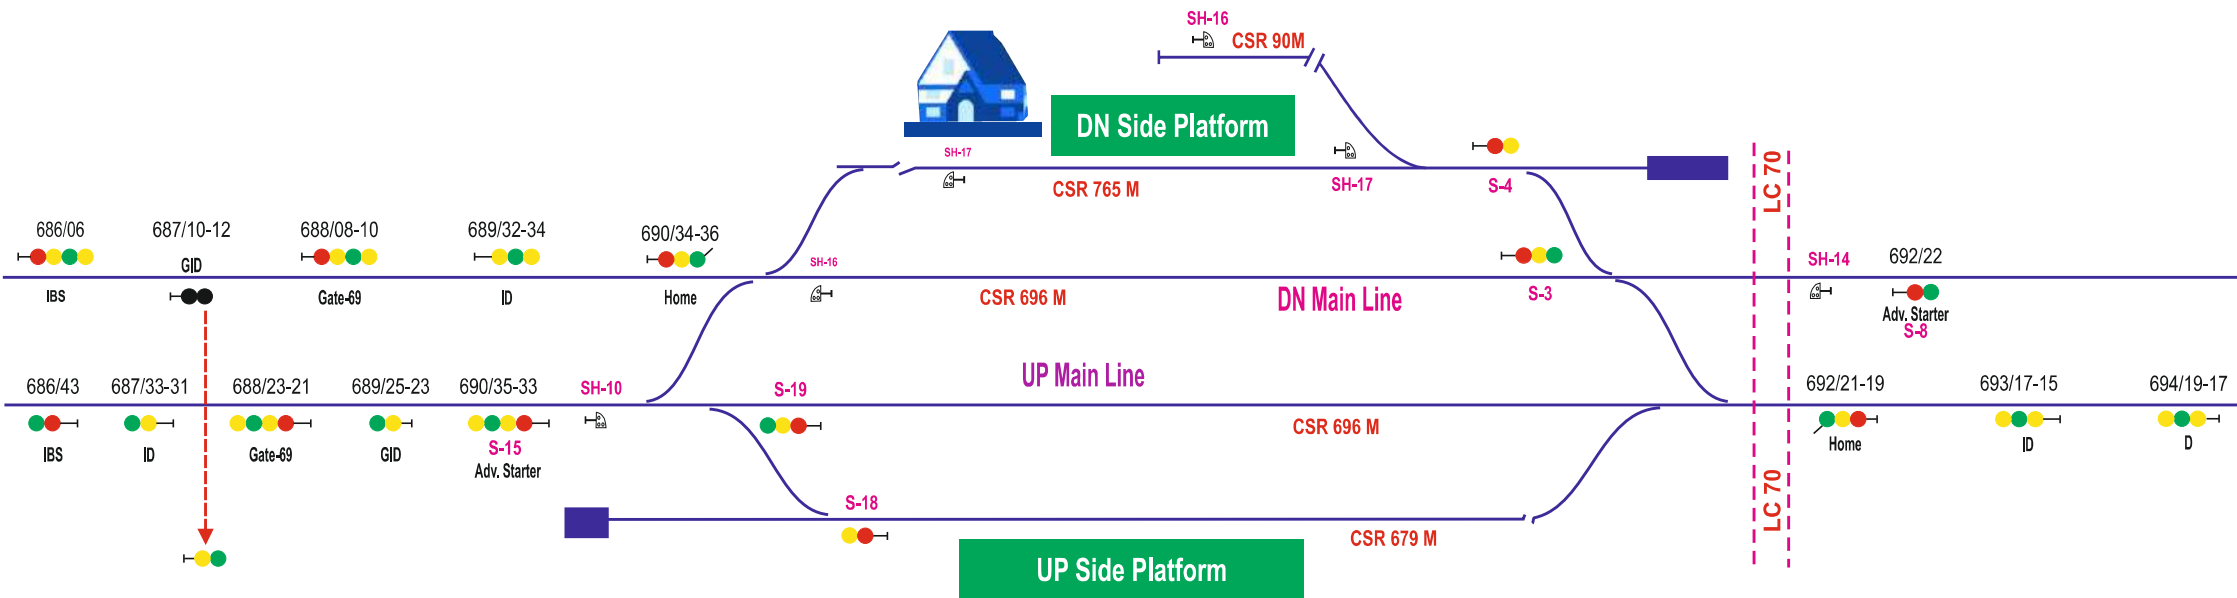 SH-16
CSR 90M
DN Side Platform
SH-17
CSR 765 M
SH-17
S-4
LC 70
686/06
687/10-12
688/08-10
689/32-34
690/34-36
GID
SH-16
SH-14
692/22
IBS
Gate-69
ID
Home
CSR 696 M
DN Main Line
S-3
Adv. Starter
S-8
UP Main Line
686/43
687/33-31
688/23-21
689/25-23
690/35-33
SH-10
S-19
692/21-19
693/17-15
694/19-17
CSR 696 M
IBS
ID
Gate-69
GID
S-15
Adv. Starter
Home
ID
D
S-18
LC 70
CSR 679 M
UP Side Platform